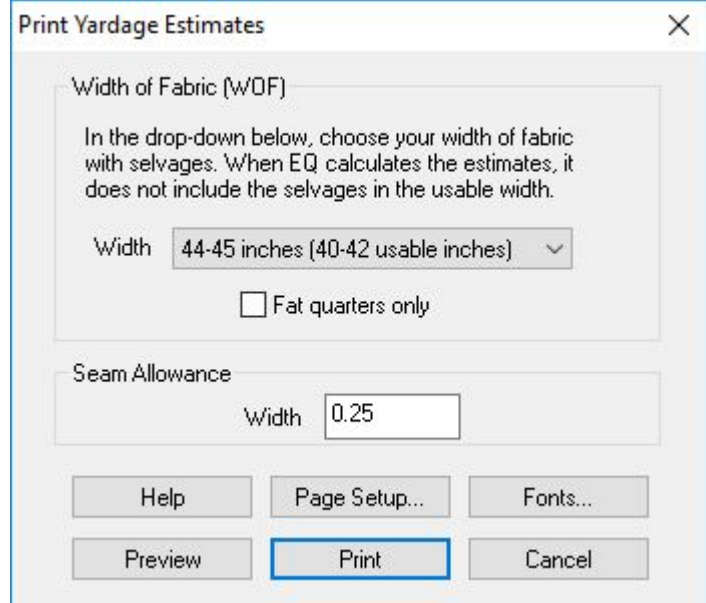 Print Yardage Estimates
Width of Fabric (WOF)
In the drop-down below, choose your width of fabric
with selvages. When EQ calculates the estimates, it
does not include the selvages in the usable width.
Width 44-45 inches (40-42 usable inches)
Fat quarters only
Seam Allowance
Width 0.25
Help Page Setup... Fonts...
Preview Print Cancel